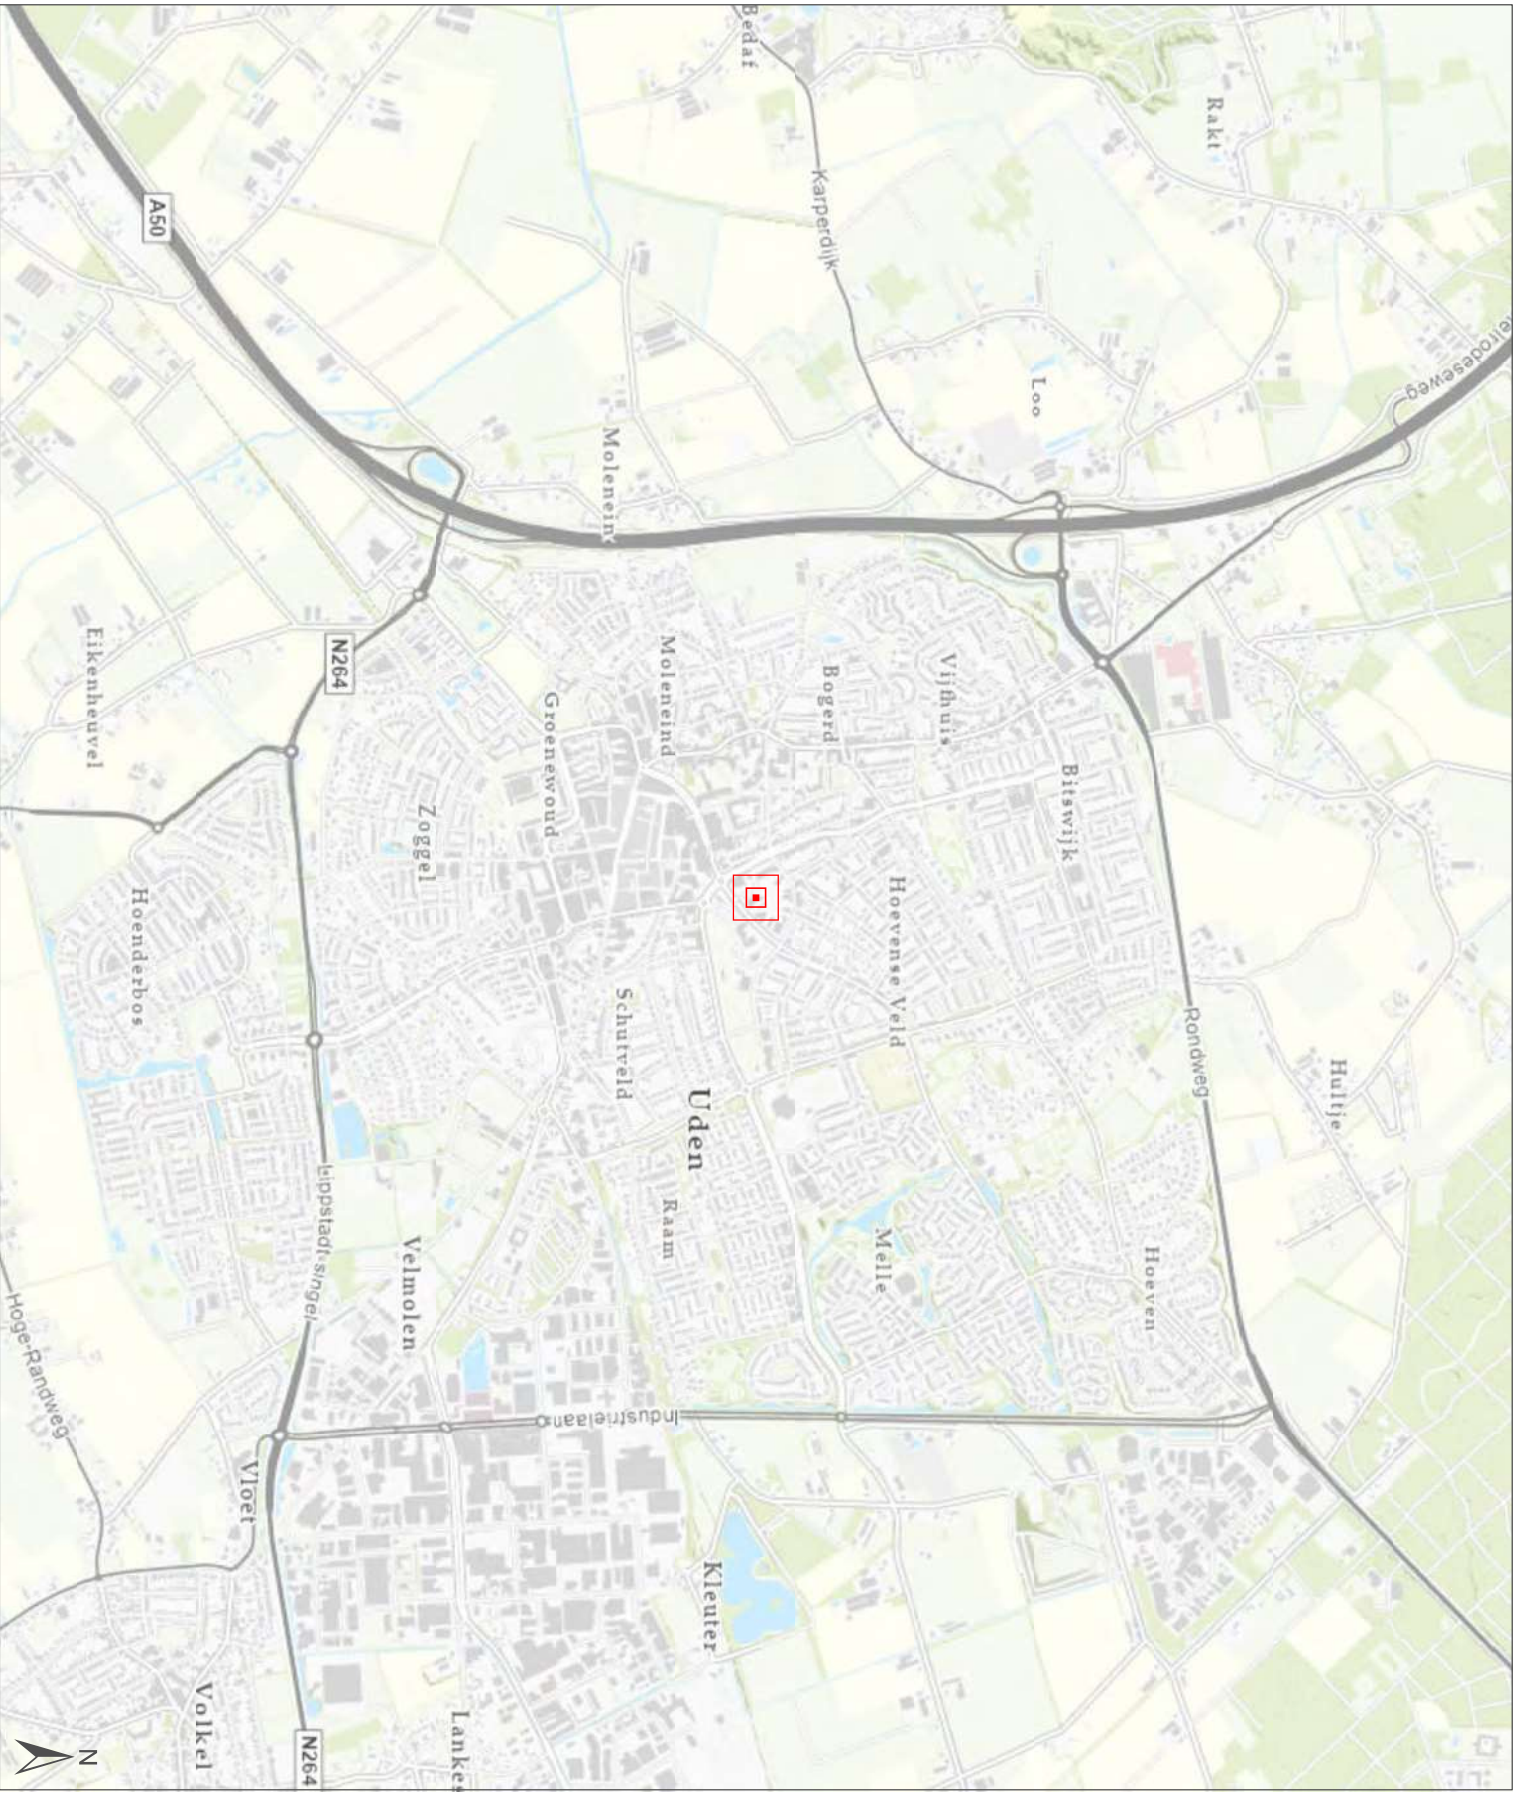 Bedaf
Rakt
Karperdijk
A50
Loo
Moleneind
Eikenheuvel
N264
Moleneind
Bogerd
Vijfhuis
Groenewoud
Bitswijk
Zoggel
Hoenderbos
Hoevense Veld
Schutveld
Rondweg
Hultje
Uden
Lippstadt-singel
Raam
Melle
Hoeven
Velmolen
Hoge-Randweg
Industrielaan
Vloet
Kleuter
Volkel
N264
N